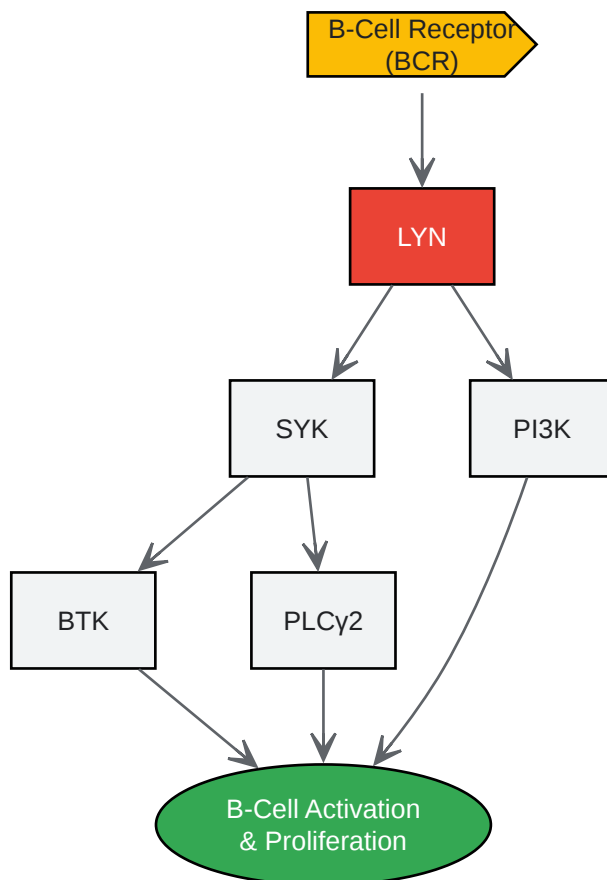 B-Cell Receptor
(BCR)
LYN
SYK
PI3K
BTK
PLCγ2
B-Cell Activation
& Proliferation